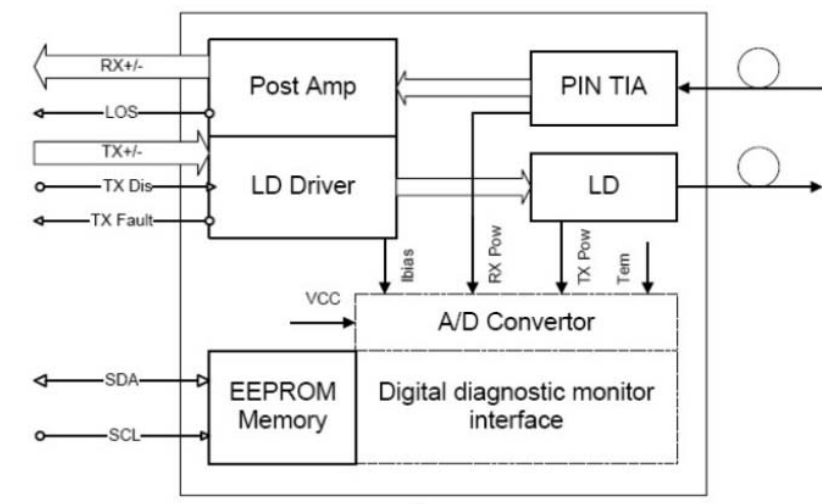 RX+/-
Post Amp
PIN TIA
LOS
TX+/-
TX Dis
LD Driver
LD
TX Fault
Ibias
RX Pow
TX Pow
Tem
VCC
A/D Convertor
SDA
EEPROM
Memory
Digital diagnostic monitor
interface
SCL